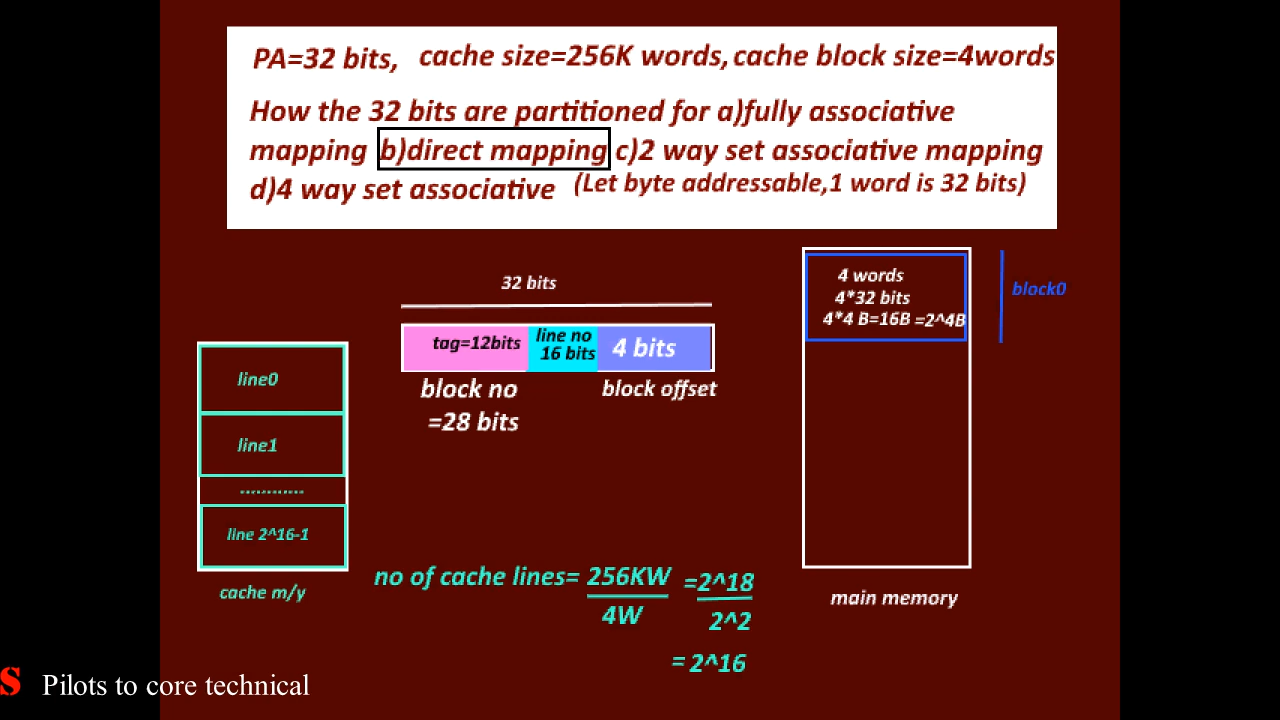 PA=32 bits, cache size=256K words, cache block size=4words
How the 32 bits are partitioned for a)fully associative
mapping b)direct mapping c)2 way set associative mapping
d)4 way set associative (Let byte addressable,1 word is 32 bits)
32 bits
tag=12bits
line no
16 bits
4 bits
block no
=28 bits
block offset
4 words
4*32 bits
4*4 B=16B =2^4B
block0
main memory
line0
line1
------------
line 2^16-1
cache m/y
no of cache lines= 256KW =2^18
4W 2^2
= 2^16
S Pilots to core technical